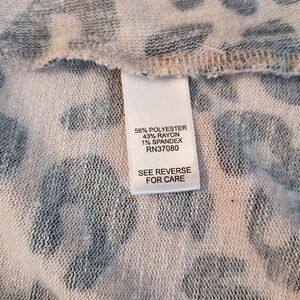 56% POLYESTER
43% RAYON
1% SPANDEX
RN37080
SEE REVERSE
FOR CARE